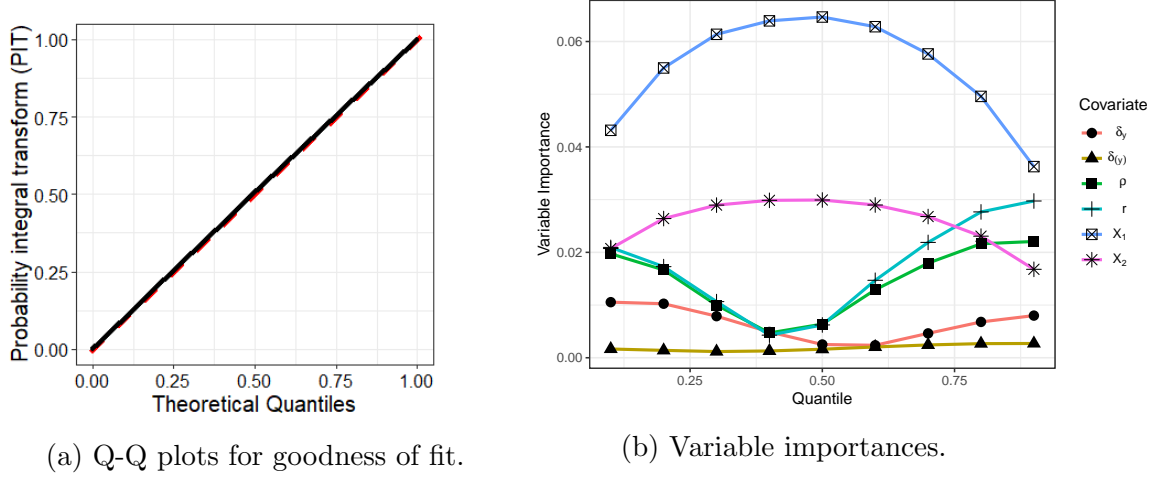 Probability integral transform (PIT)
1.00
0.75
0.50
0.25
0.00
0.00 0.25 0.50 0.75 1.00
Theoretical Quantiles
(a) Q-Q plots for goodness of fit.
Variable Importance
0.06
0.04
0.02
0.00
0.25 0.50 0.75
Quantile
Covariate
δy
δ(y)
ρ
r
X1
X2
(b) Variable importances.